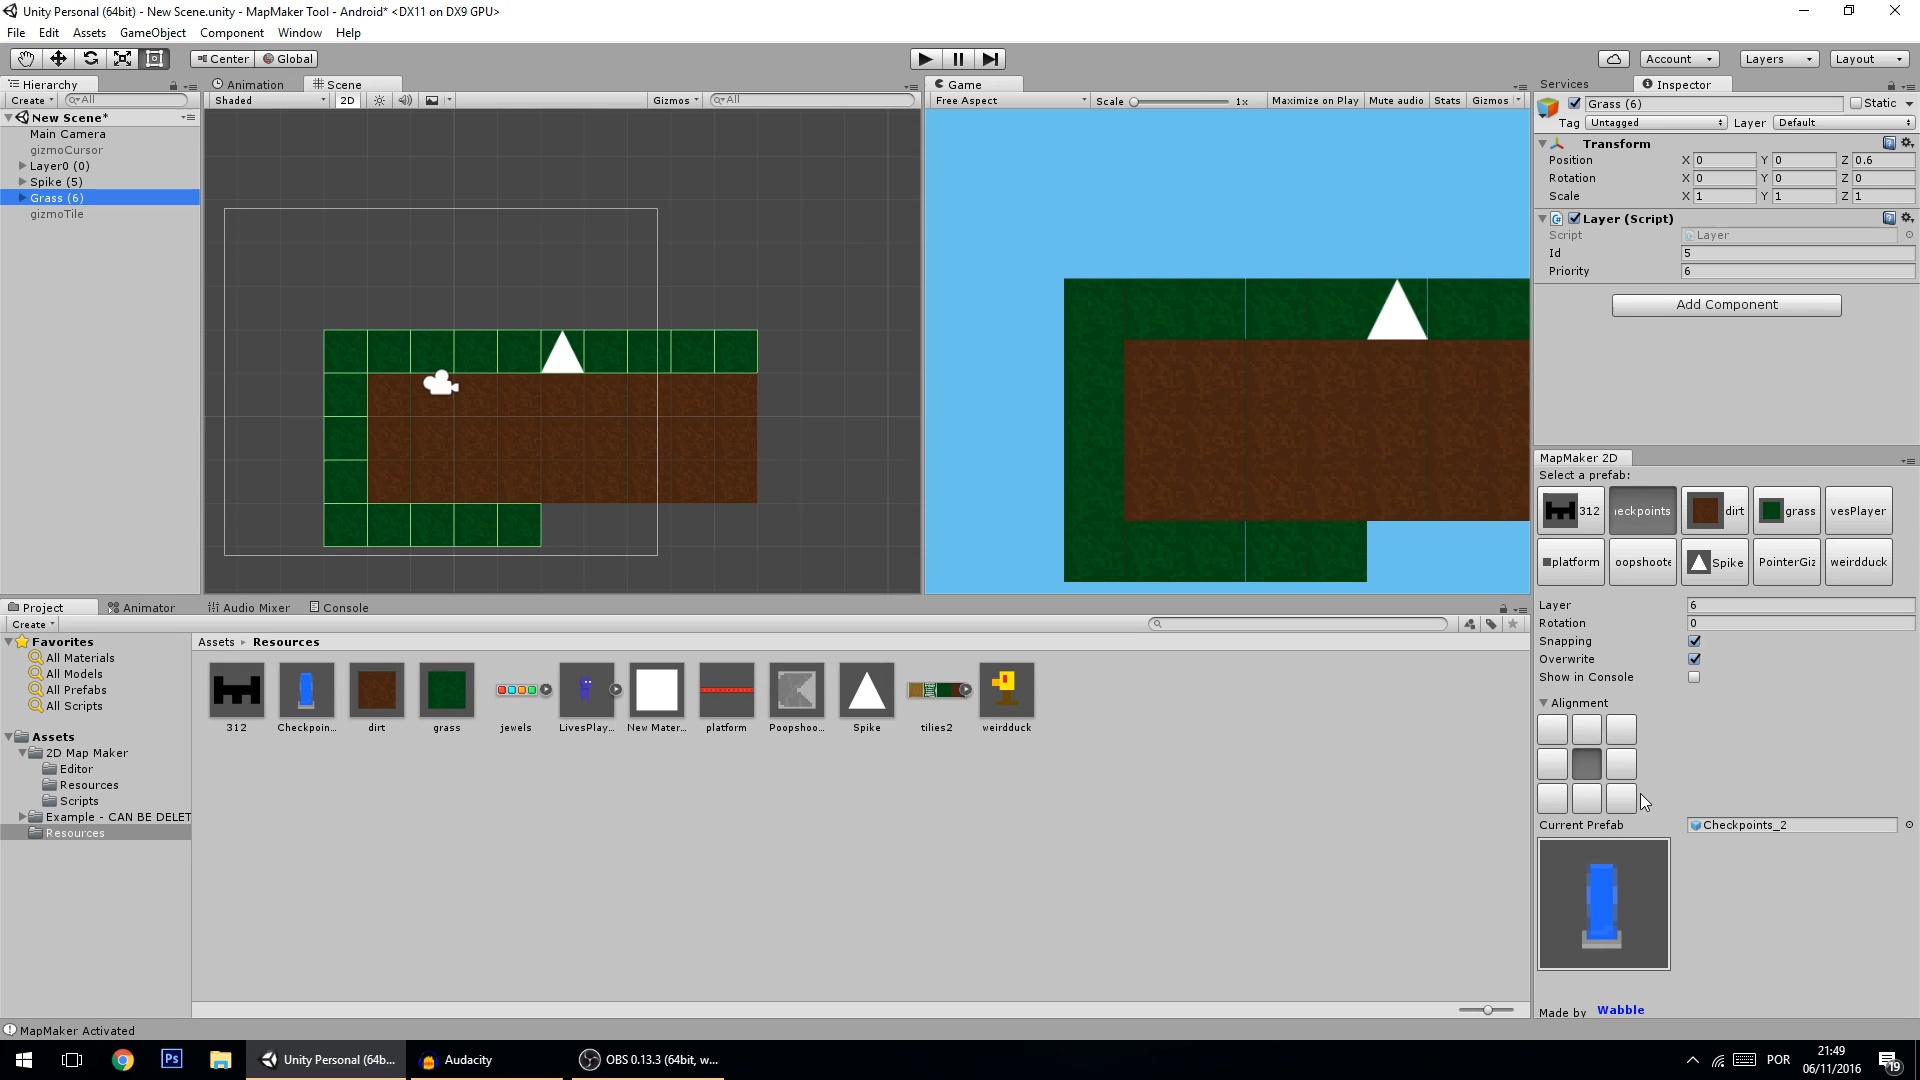 Unity Personal (64bit) - New Scene.unity - MapMaker Tool - Android* <DX11 on DX9 GPU>
File Edit Assets GameObject Component Window Help
Center Global Account Layers Layout
Hierarchy Animation Scene Game Services Inspector
Create All Shaded 2D Gizmos All Free Aspect Scale 1x Maximize on Play Mute audio Stats Gizmos Grass (6) Static
New Scene*
Tag Untagged Layer Default
Main Camera
gizmoCursor
Layer0 (0)
Spike (5)
Grass (6)
gizmoTile
Transform
Position X 0 Y 0 Z 0.6
Rotation X 0 Y 0 Z 0
Scale X 1 Y 1 Z 1
Layer (Script)
Script Layer
Id 5
Priority 6
Add Component
MapMaker 2D
Select a prefab:
312 eckpoints dirt grass vesPlayer
platform oopshoote Spike PointerGiz weirdduck
Layer 6
Rotation 0
Snapping
Overwrite
Show in Console
Alignment
Current Prefab Checkpoints_2
Made by Wabble
Project Animator Audio Mixer Console
Create
Favorites
All Materials
All Models
All Prefabs
All Scripts
Assets
2D Map Maker
Editor
Resources
Scripts
Example - CAN BE DELET
Resources
Assets ▸ Resources
312 Checkpoin... dirt grass jewels LivesPlay... New Mater... platform Poopshoo... Spike tilies2 weirdduck
MapMaker Activated
Ps Unity Personal (64b... Audacity OBS 0.13.3 (64bit, w... POR 21:49
06/11/2016 19